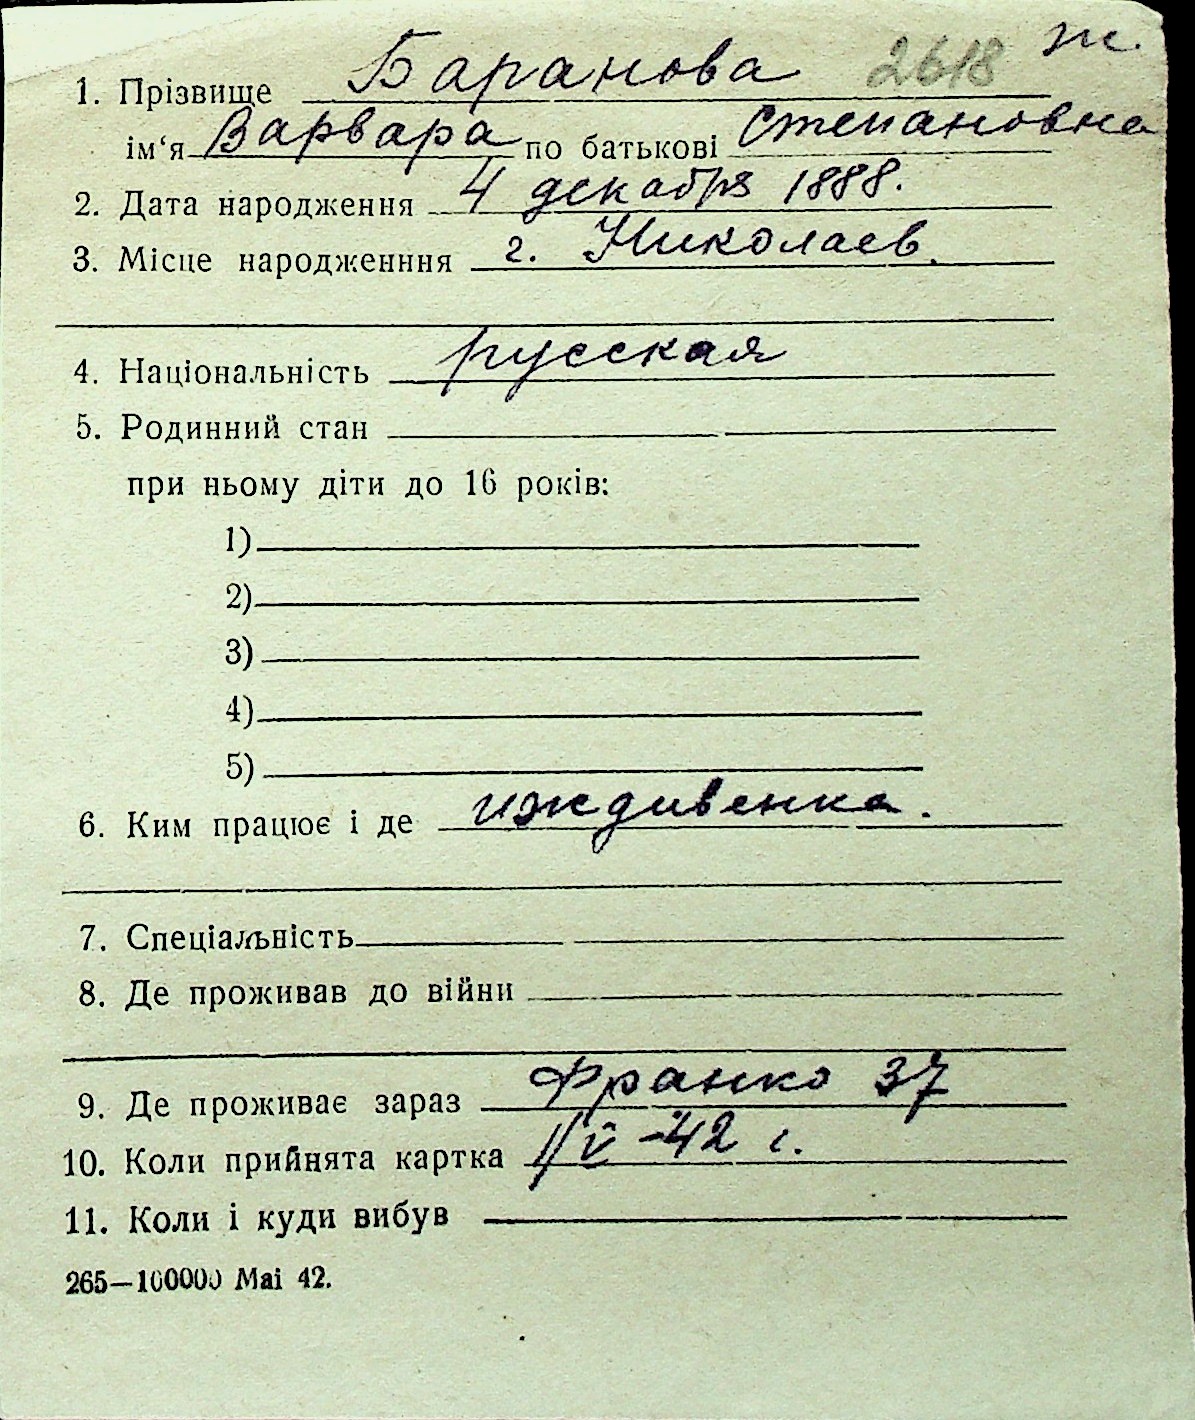 ж.
1. Прізвище Баранова 2618
ім‘я Варвара по батькові Степановна
2. Дата народження 4 декабря 1888.
3. Місце народженння г. Николаев.
4. Національність русская
5. Родинний стан
при ньому діти до 16 років:
1)
2)
3)
4)
5)
6. Ким працює і де иждивенка.
7. Спеціальність
8. Де проживав до війни
9. Де проживає зараз Франко 37
10. Коли прийнята картка V-42 г.
11. Коли і куди вибув
265—100000 Mai 42.